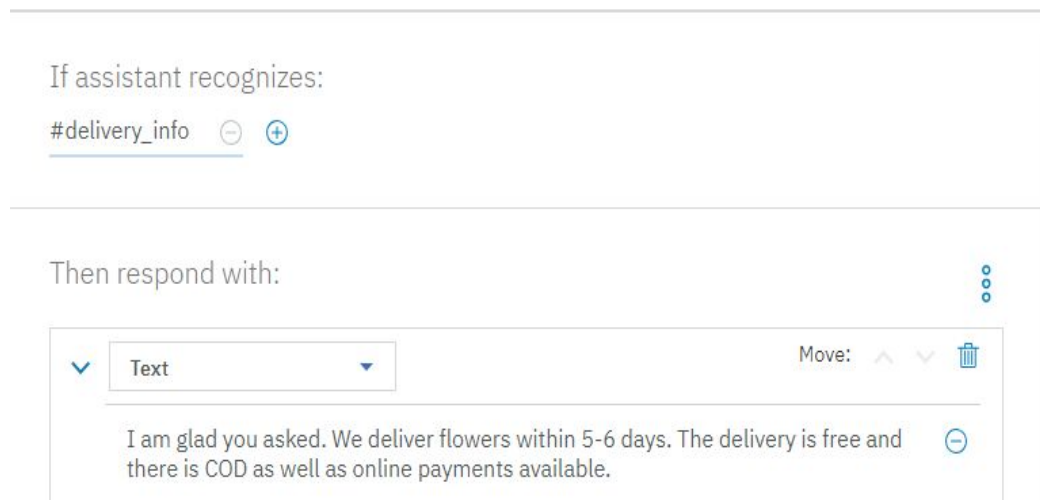 If assistant recognizes:
#delivery_info
Then respond with:
Text
Move:
I am glad you asked. We deliver flowers within 5-6 days. The delivery is free and
there is COD as well as online payments available.